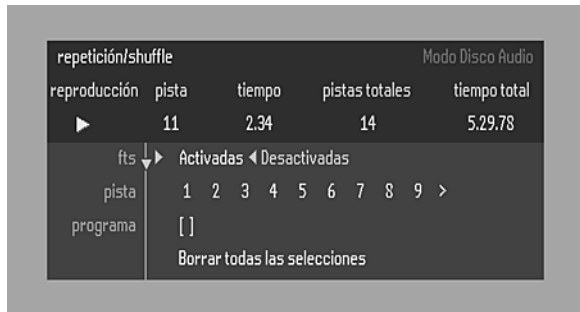 repetición/shuffle Modo Disco Audio
reproducción pista tiempo pistas totales tiempo total
11 2.34 14 5.29.78
fts Activadas Desactivadas
pista 1 2 3 4 5 6 7 8 9 >
programa [ ]
Borrar todas las selecciones